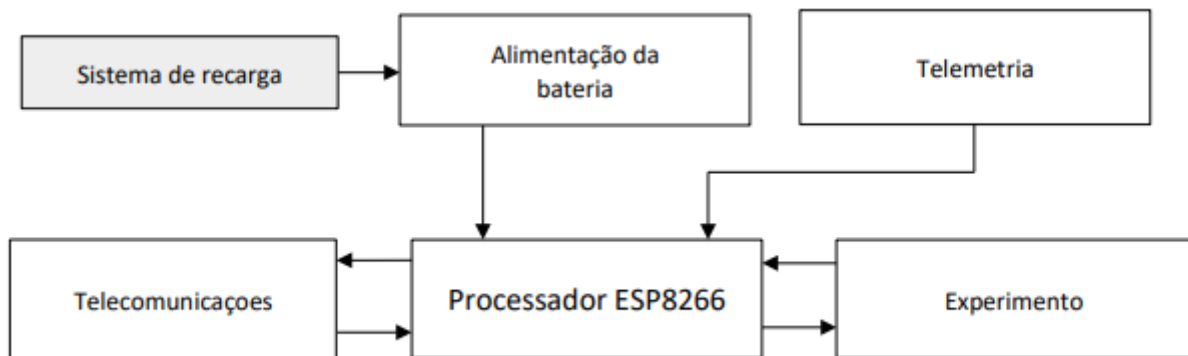 Sistema de recarga
Alimentação da
bateria
Telemetria
Telecomunicaçoes
Processador ESP8266
Experimento